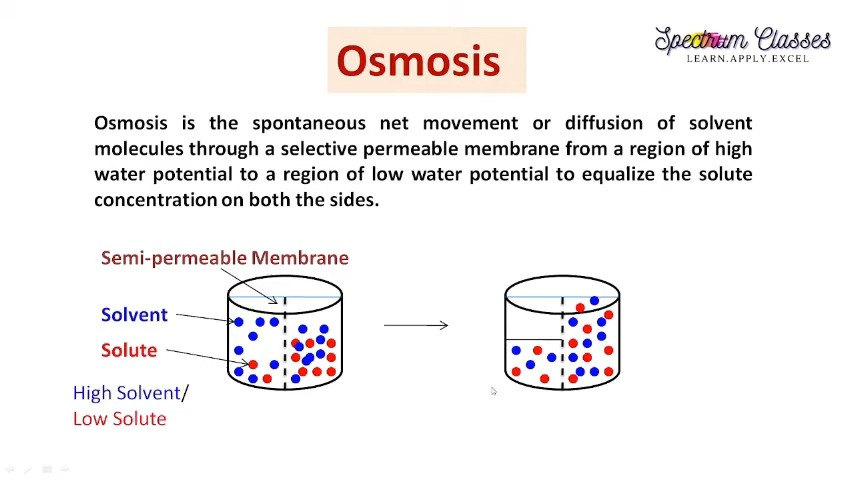 Osmosis
Spectrum Classes
LEARN.APPLY.EXCEL
Osmosis is the spontaneous net movement or diffusion of solvent
molecules through a selective permeable membrane from a region of high
water potential to a region of low water potential to equalize the solute
concentration on both the sides.
Semi-permeable Membrane
Solvent
Solute
High Solvent/
Low Solute